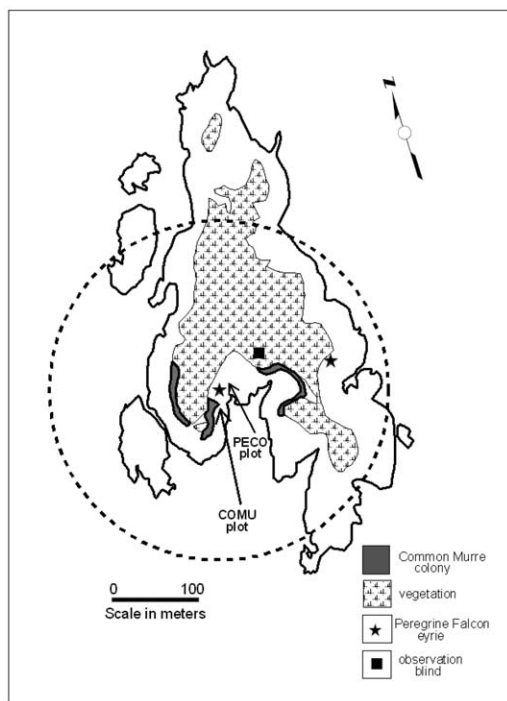 N
PECO
plot
COMU
plot
0 100
Scale in meters
Common Murre
colony
vegetation
Peregrine Falcon
eyrie
observation
blind